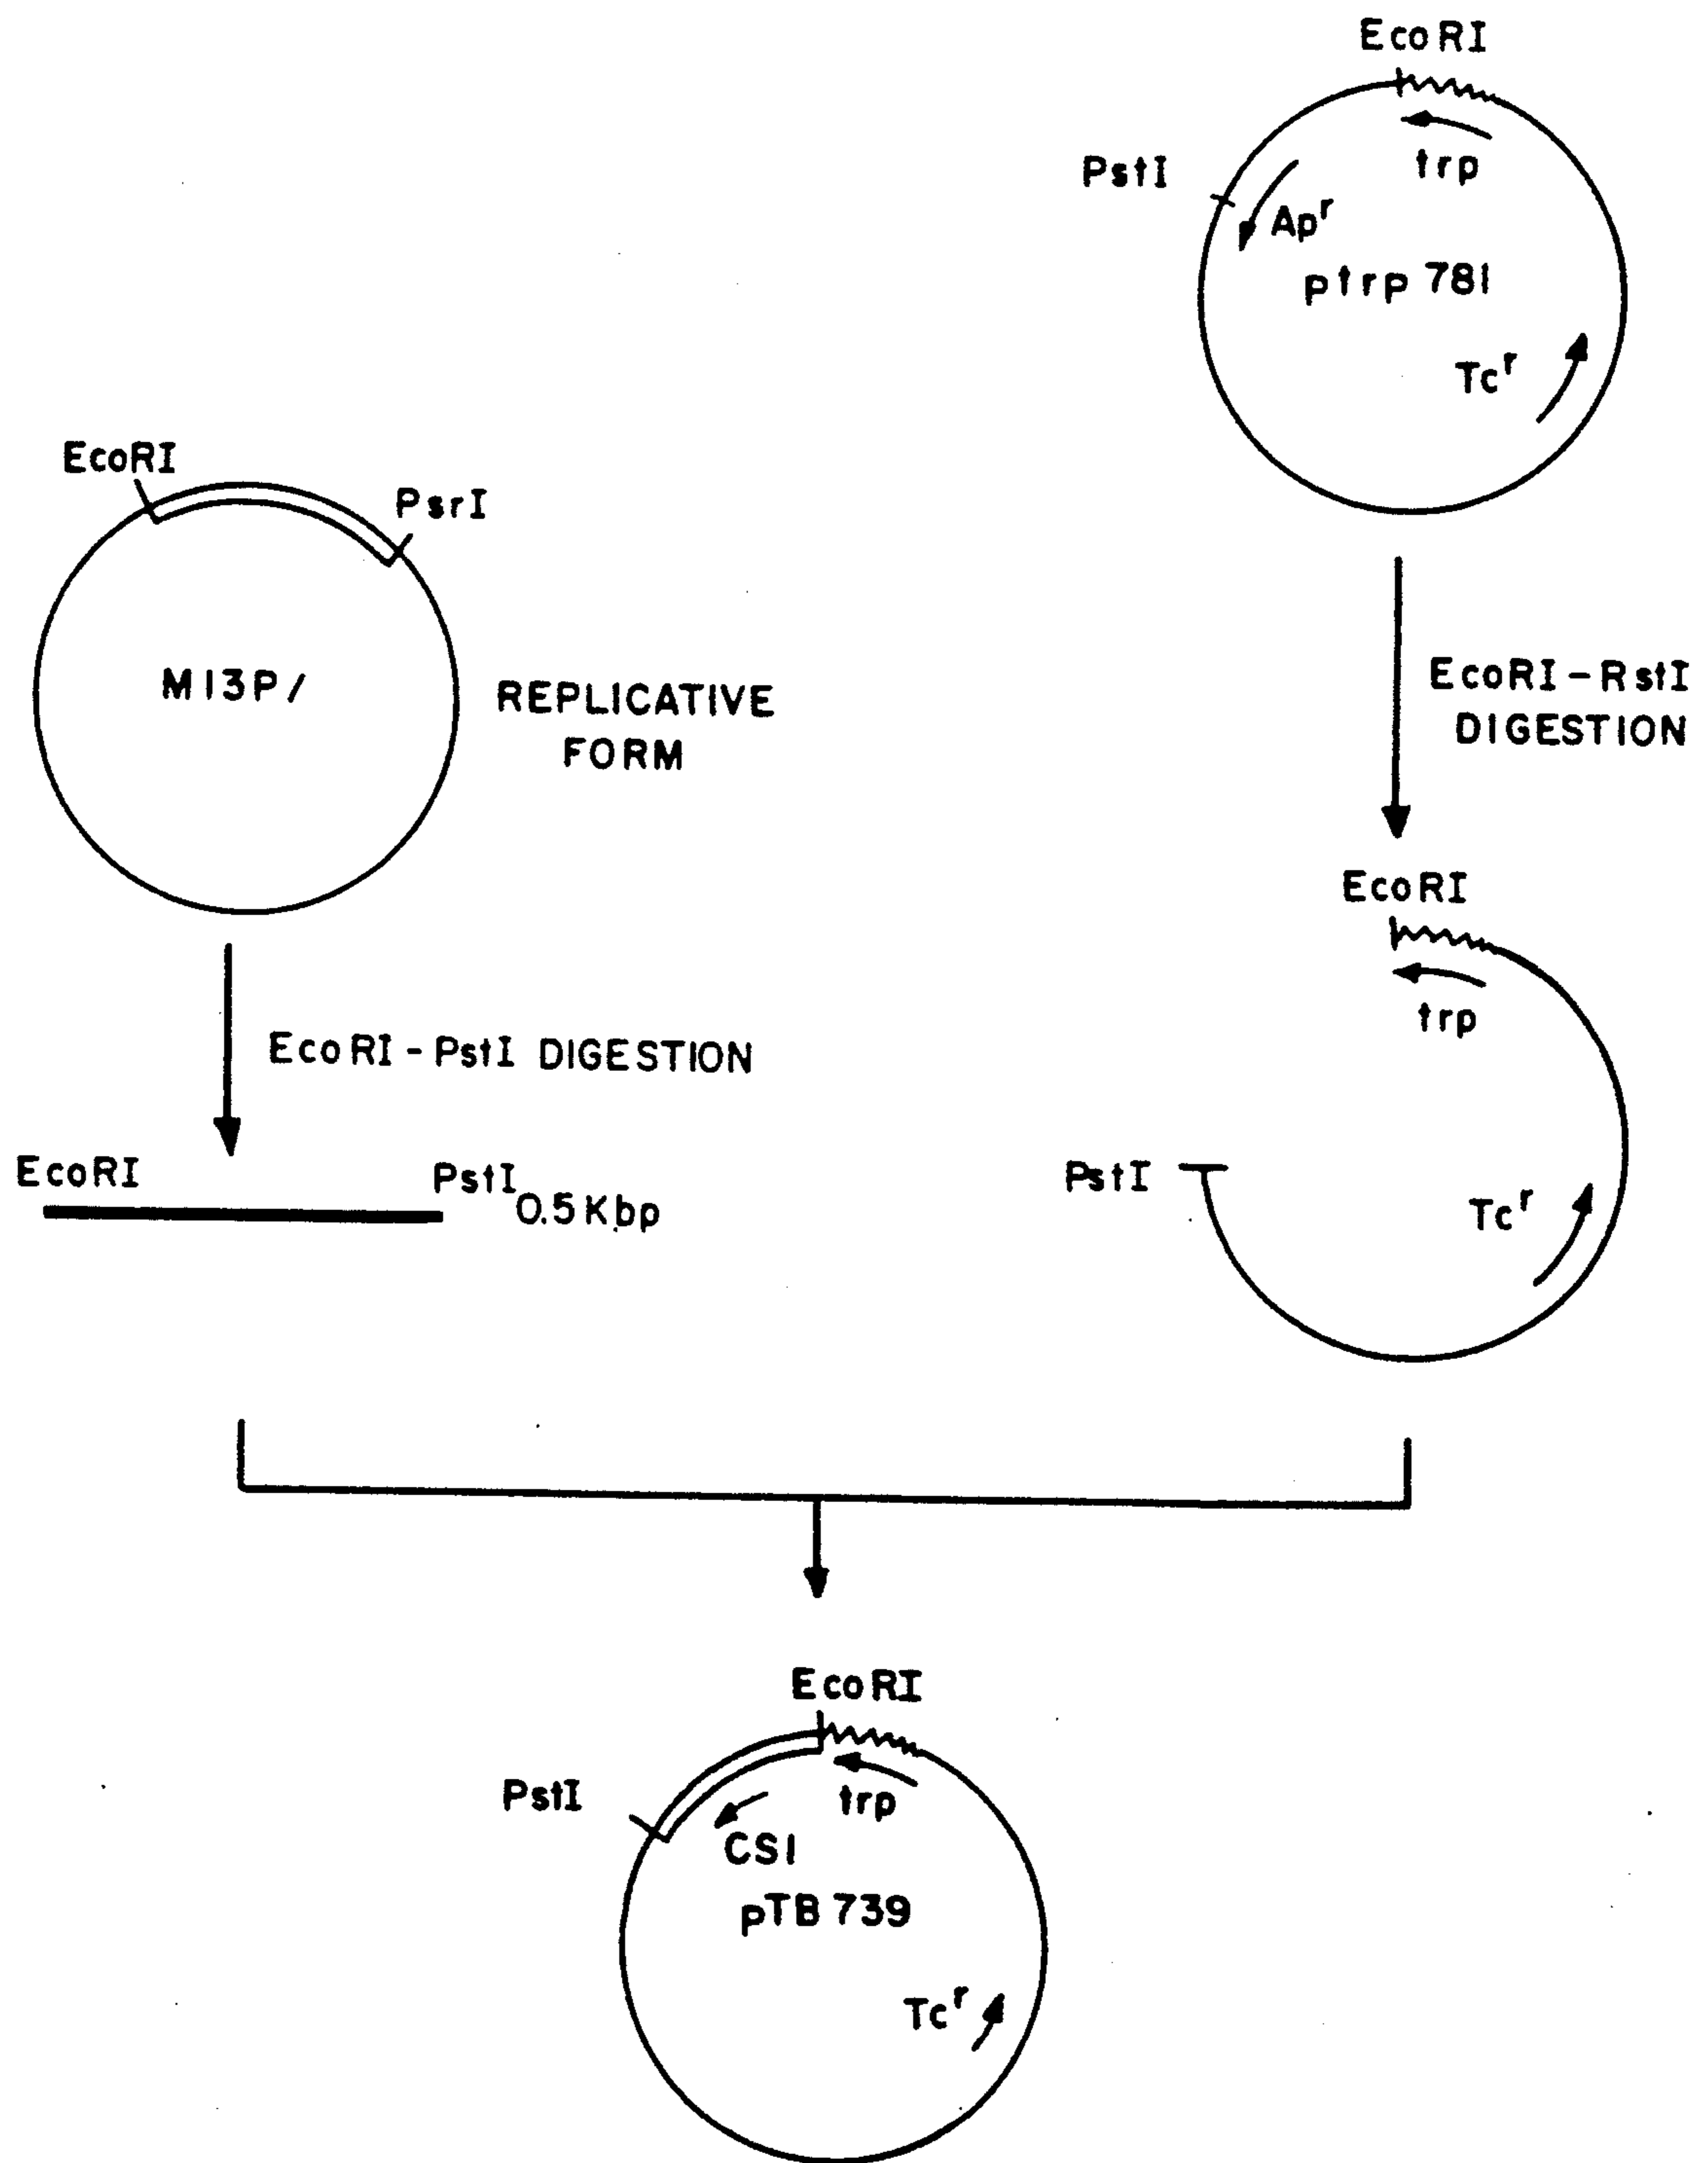 EcoRI
PstI
trp
Apʳ
ptrp 781
Tcʳ
EcoRI
PsrI
M13P/
REPLICATIVE
FORM
EcoRI-RstI
DIGESTION
EcoRI
trp
EcoRI-PstI DIGESTION
EcoRI
PstI
0.5Kbp
PstI
Tcʳ
EcoRI
PstI
trp
CSI
pTB 739
Tcʳ